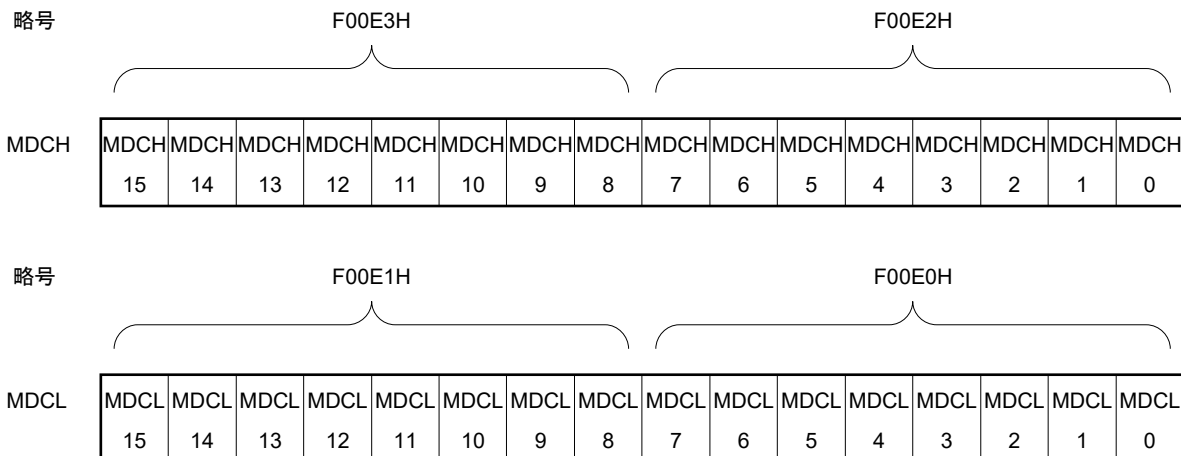 略号 F00E3H F00E2H
MDCH MDCH MDCH MDCH MDCH MDCH MDCH MDCH MDCH MDCH MDCH MDCH MDCH MDCH MDCH MDCH MDCH
15 14 13 12 11 10 9 8 7 6 5 4 3 2 1 0
略号 F00E1H F00E0H
MDCL MDCL MDCL MDCL MDCL MDCL MDCL MDCL MDCL MDCL MDCL MDCL MDCL MDCL MDCL MDCL MDCL
15 14 13 12 11 10 9 8 7 6 5 4 3 2 1 0